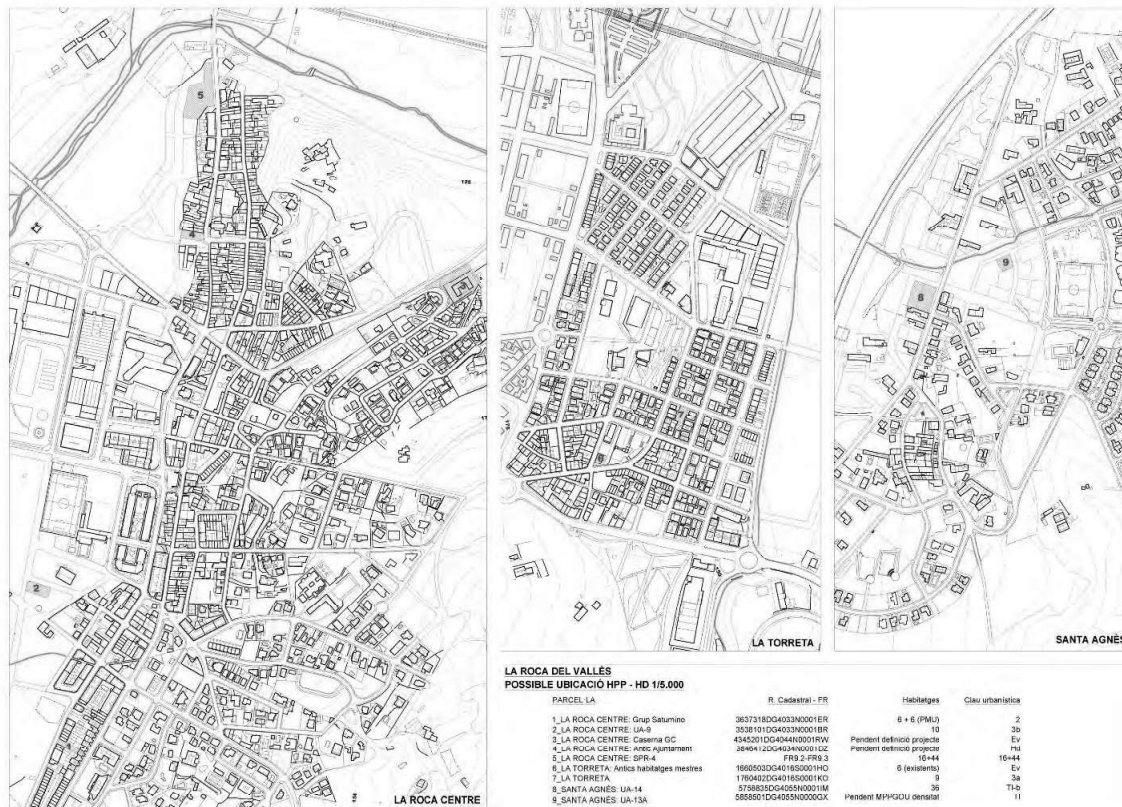 5
2
LA ROCA CENTRE
LA TORRETA
9
8
SANTA AGNÈS
LA ROCA DEL VALLÈS
POSSIBLE UBICACIÓ HPP - HD 1/5.000
PARCEL·LA R. Cadastral - FR Habitatges Clau urbanística
1_LA ROCA CENTRE: Grup Saturnino 3637318DG4033N0001ER 6 + 6 (PMU) 2
2_LA ROCA CENTRE: UA-9 3538101DG4033N0001BR 10 3b
3_LA ROCA CENTRE: Caserna GC 4345201DG4044N0001RW Pendent definició projecte Ev
4_LA ROCA CENTRE: Antic Ajuntament 3846412DG4034N0001DZ Pendent definició projecte Hd
5_LA ROCA CENTRE: SPR-4 FR9.2-FR9.3 16+44 16+44
6_LA TORRETA: Antics habitatges mestres 1660503DG4016S0001HO 6 (existents) Ev
7_LA TORRETA 1760402DG4016S0001KO 9 3a
8_SANTA AGNÈS: UA-14 5758835DG4055N0001IM 36 TI-b
9_SANTA AGNÈS: UA-13A 5858501DG4055N0000GX Pendent MPPGOU densitat